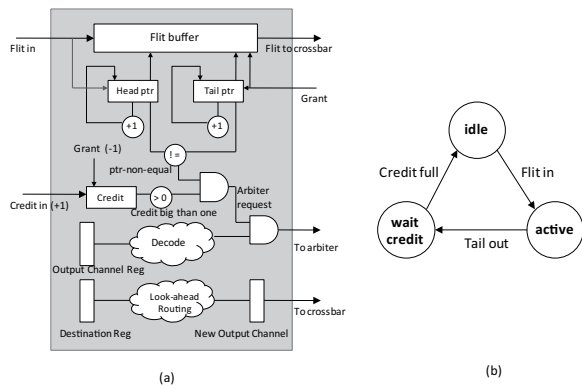 Flit buffer
Flit in
Flit to crossbar
Head ptr
Tail ptr
+1
+1
Grant
Grant (-1)
! =
ptr-non-equal
Credit
> 0
Arbiter
request
Credit in (+1)
Credit big than one
Decode
To arbiter
Output Channel Reg
Look-ahead
Routing
To crossbar
Destination Reg
New Output Channel
(a)
idle
Credit full
Flit in
wait
credit
active
Tail out
(b)